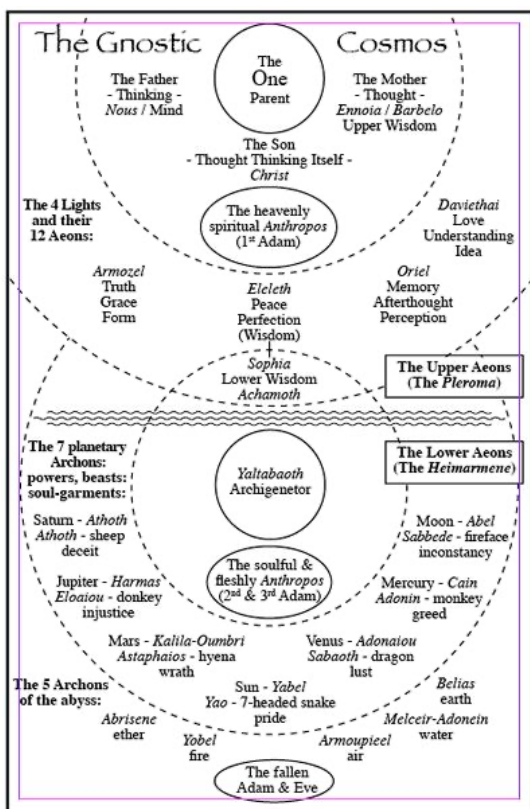 The Gnostic Cosmos
The
One
Parent
The Father
- Thinking -
Nous / Mind
The Mother
- Thought -
Ennoia / Barbelo
Upper Wisdom
The Son
- Thought Thinking Itself -
Christ
The 4 Lights
and their
12 Aeons:
The heavenly
spiritual Anthropos
(1st Adam)
Daviethai
Love
Understanding
Idea
Armozel
Truth
Grace
Form
Eleleth
Peace
Perfection
(Wisdom)
Oriel
Memory
Afterthought
Perception
Sophia
Lower Wisdom
Achamoth
The Upper Aeons
(The Pleroma)
The 7 planetary
Archons:
powers, beasts:
soul-garments:
Yaltabaoth
Archigenetor
The Lower Aeons
(The Heimarmene)
Saturn - Athoth
Athoth - sheep
deceit
Moon - Abel
Sabbede - fireface
inconstancy
The soulful &
fleshly Anthropos
(2nd & 3rd Adam)
Jupiter - Harmas
Eloaiou - donkey
injustice
Mercury - Cain
Adonin - monkey
greed
Mars - Kalila-Oumbri
Astaphaios - hyena
wrath
Venus - Adonaiou
Sabaoth - dragon
lust
Sun - Yabel
Yao - 7-headed snake
pride
The 5 Archons
of the abyss:
Belias
earth
Abrisene
ether
Yobel
fire
Armoupieel
air
Melceir-Adonein
water
The fallen
Adam & Eve